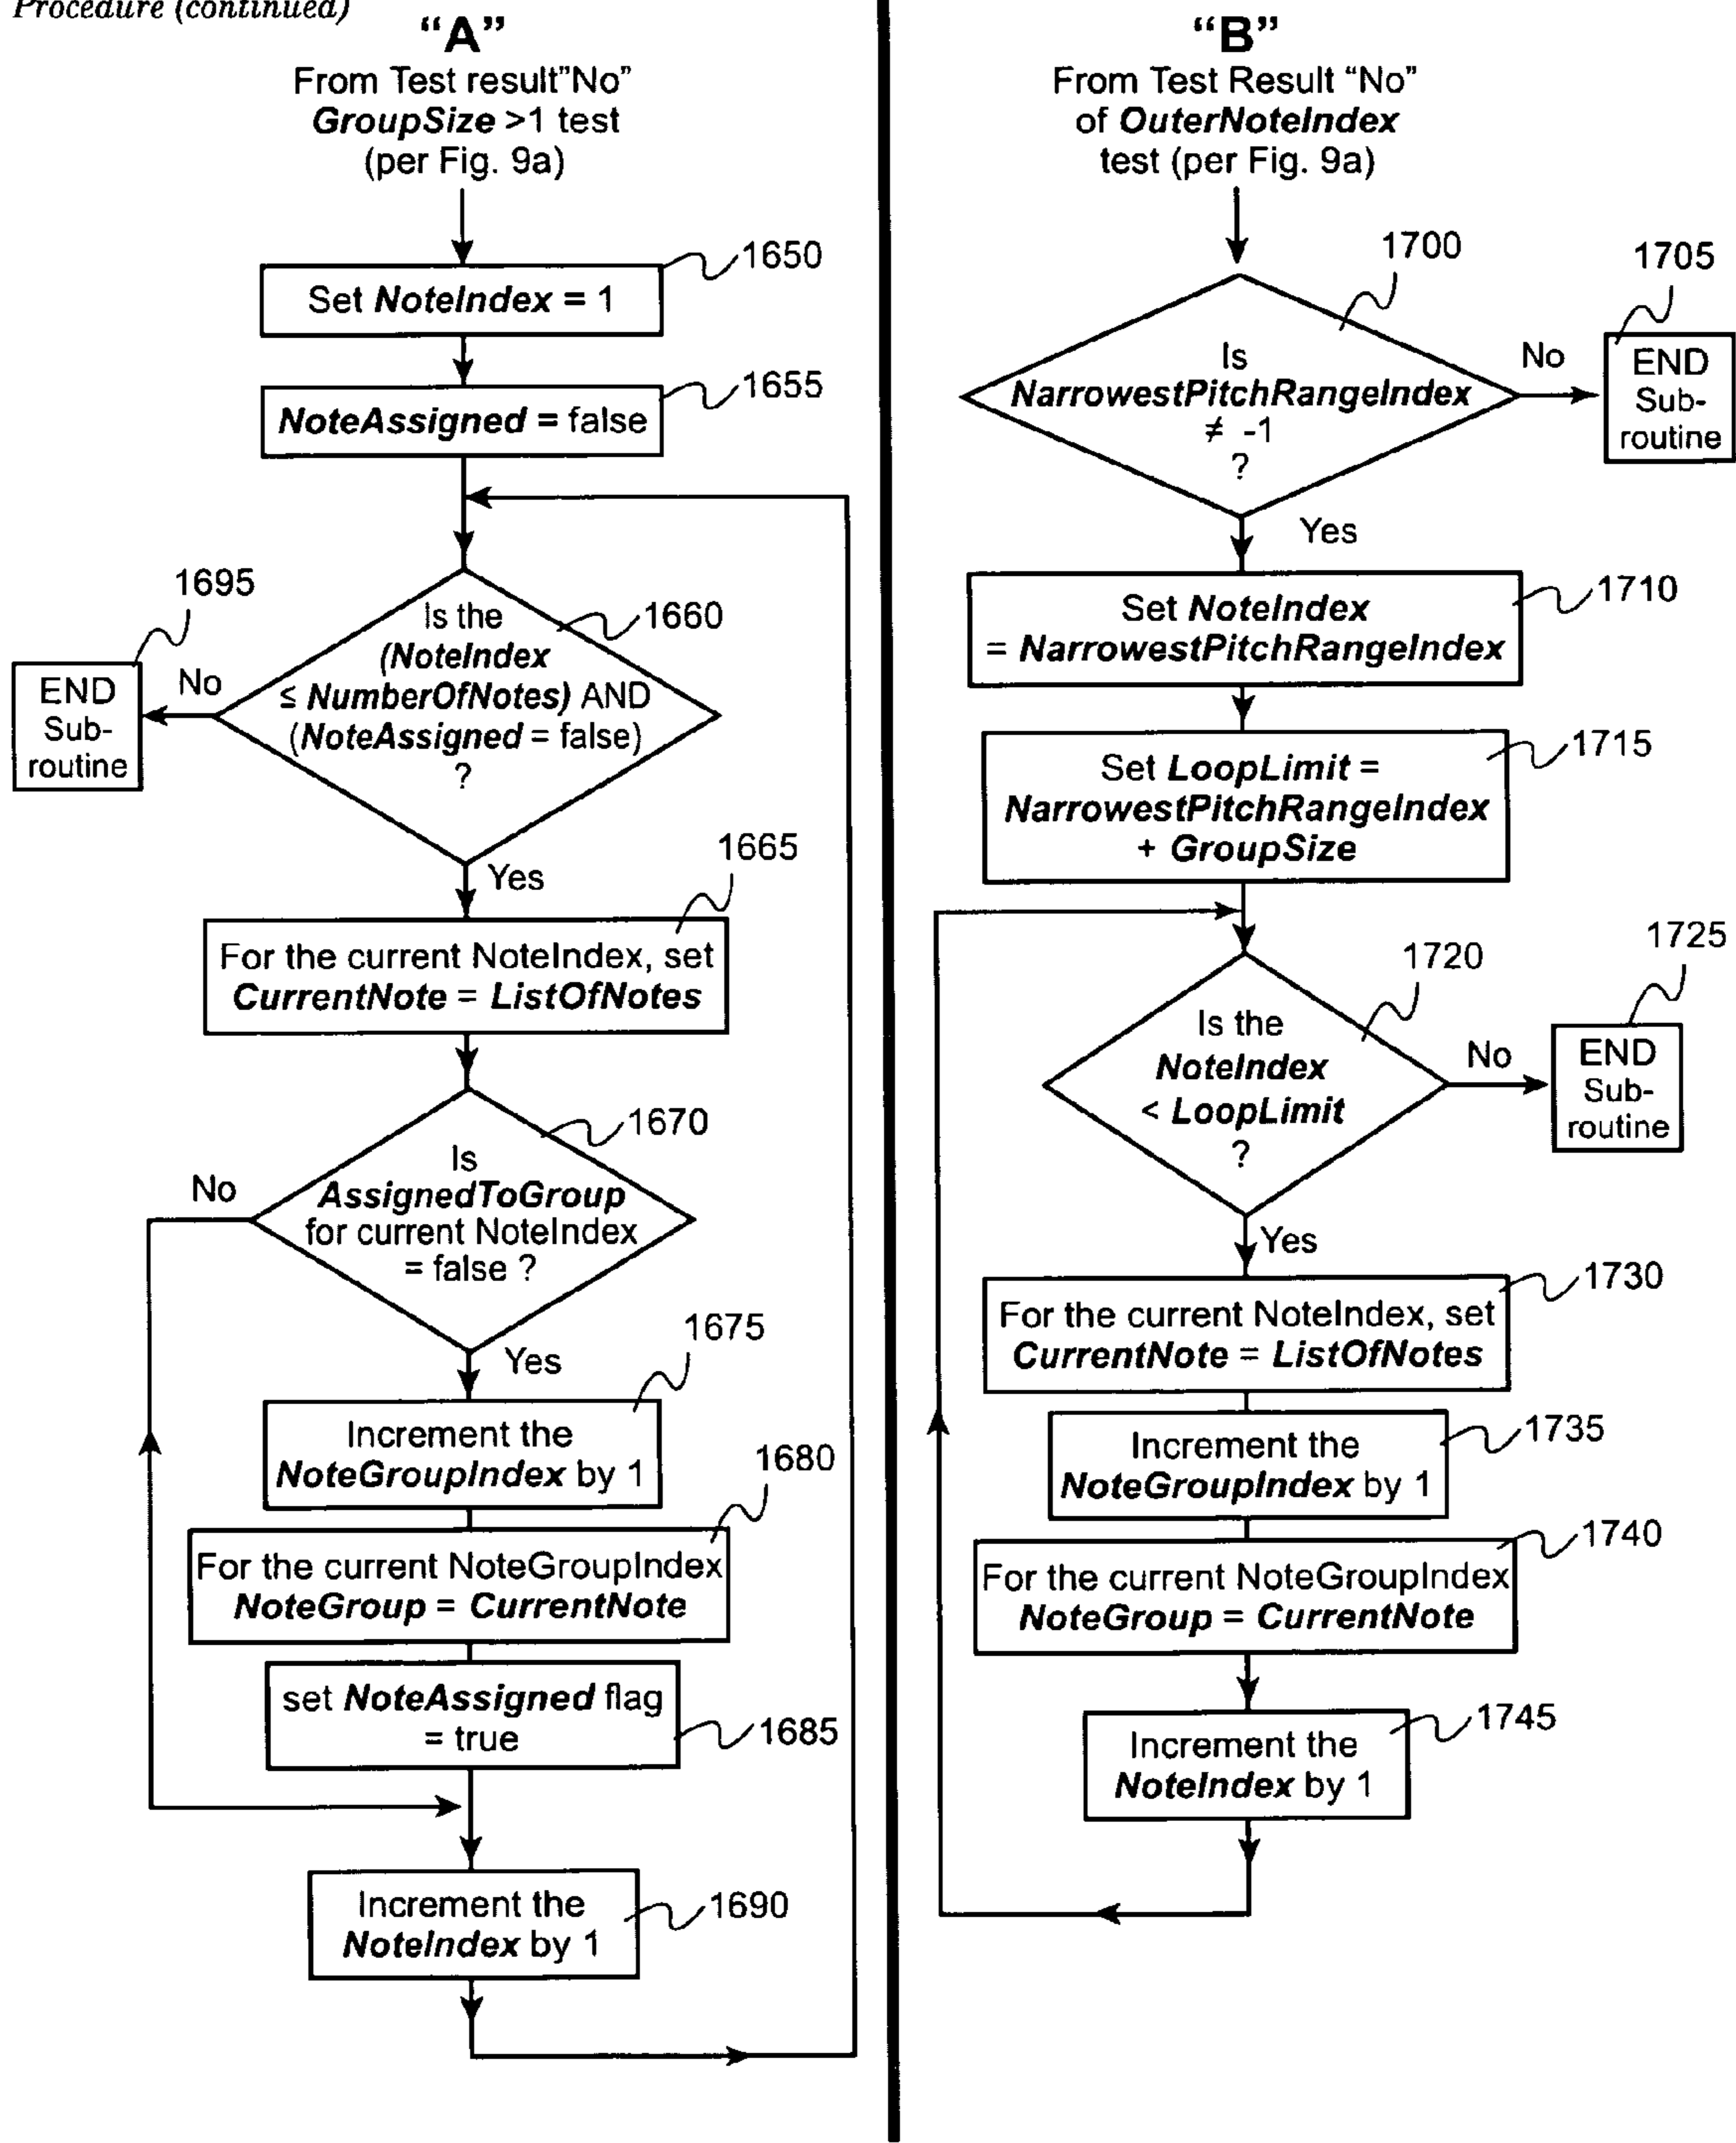 Procedure (continued)
“A”
From Test result"No"
GroupSize >1 test
(per Fig. 9a)
1650
Set NoteIndex = 1
1655
NoteAssigned = false
1695
END
Sub-
routine
No
1660
Is the
(NoteIndex
≤ NumberOfNotes) AND
(NoteAssigned = false)
?
Yes
1665
For the current NoteIndex, set
CurrentNote = ListOfNotes
1670
Is
AssignedToGroup
for current NoteIndex
= false ?
No
Yes
1675
Increment the
NoteGroupIndex by 1
1680
For the current NoteGroupIndex
NoteGroup = CurrentNote
set NoteAssigned flag
= true
1685
Increment the
NoteIndex by 1
1690
“B”
From Test Result “No”
of OuterNoteIndex
test (per Fig. 9a)
1700
1705
Is
NarrowestPitchRangeIndex
≠ -1
?
No
END
Sub-
routine
Yes
1710
Set NoteIndex
= NarrowestPitchRangeIndex
1715
Set LoopLimit =
NarrowestPitchRangeIndex
+ GroupSize
1720
1725
Is the
NoteIndex
< LoopLimit
?
No
END
Sub-
routine
Yes
1730
For the current NoteIndex, set
CurrentNote = ListOfNotes
1735
Increment the
NoteGroupIndex by 1
1740
For the current NoteGroupIndex
NoteGroup = CurrentNote
1745
Increment the
NoteIndex by 1